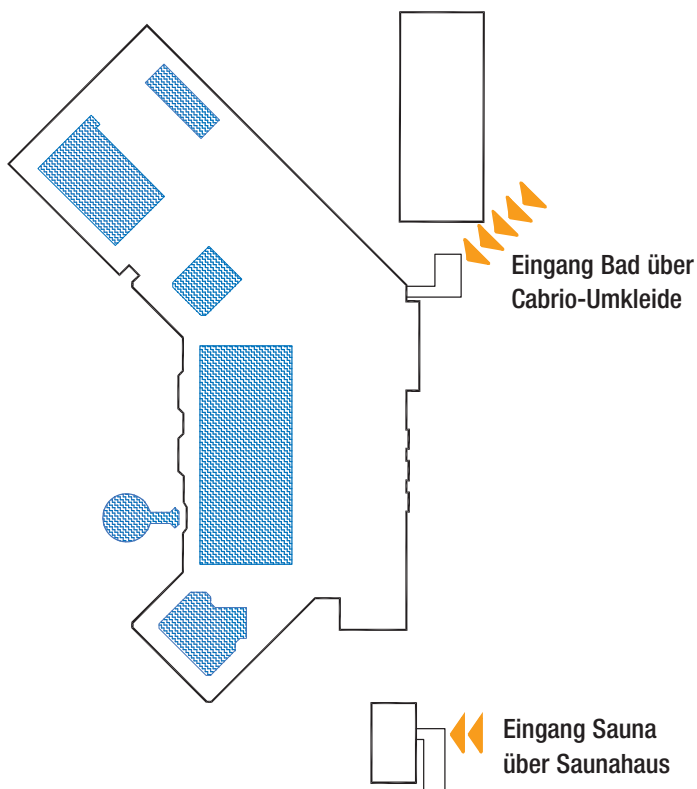 Eingang Bad über
Cabrio-Umkleide
Eingang Sauna
über Saunahaus